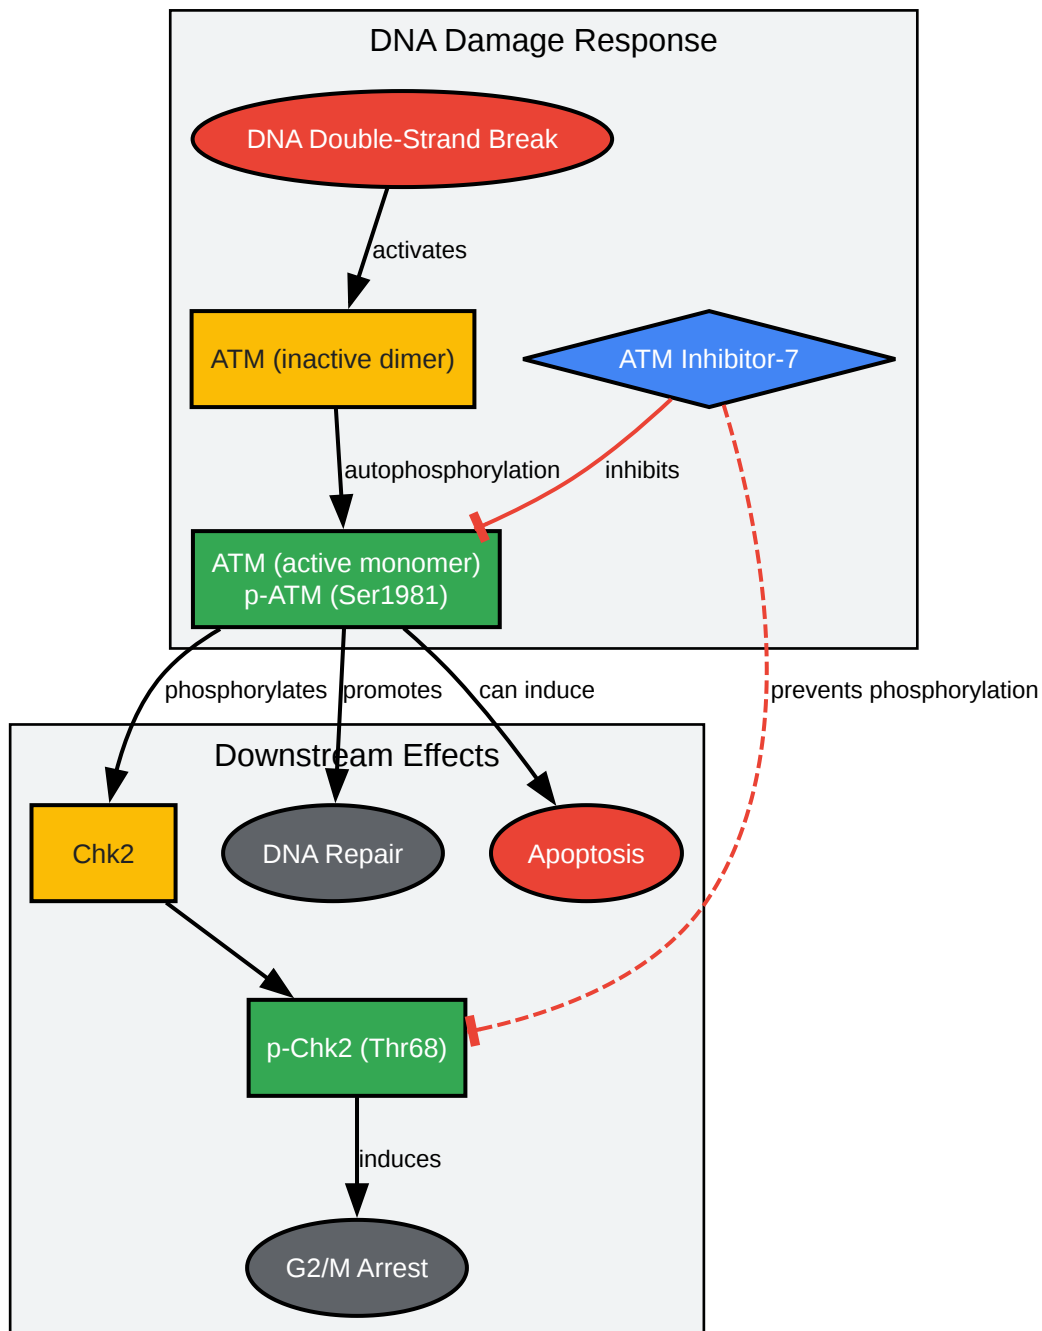 DNA Damage Response
DNA Double-Strand Break
activates
ATM (inactive dimer)
ATM Inhibitor-7
autophosphorylation
inhibits
ATM (active monomer)
p-ATM (Ser1981)
phosphorylates
promotes
can induce
prevents phosphorylation
Downstream Effects
Chk2
DNA Repair
Apoptosis
p-Chk2 (Thr68)
induces
G2/M Arrest